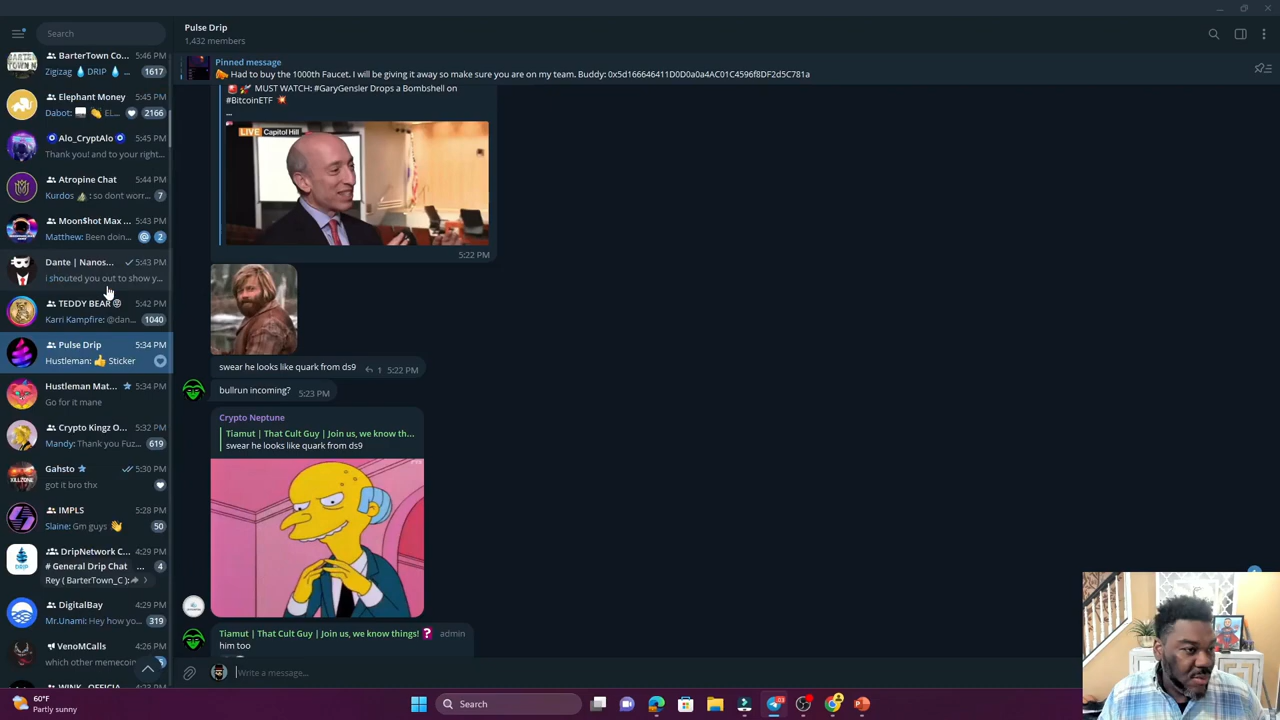 Search
Pulse Drip
1,432 members
Pinned message
Had to buy the 1000th Faucet. I will be giving it away so make sure you are on my team. Buddy: 0x5d166646411D0D0a0a4AC01C4596f8DF2d5C781a
BarterTown Co... 5:46 PM
Zigizag 💧 DRIP 💧 ... 1617
Elephant Money 5:45 PM
Dabot: Ei... 2166
Alo_CryptAlo 5:45 PM
Thank you! and to your right...
Atropine Chat 5:44 PM
Kurdos : so dont worr... 7
Moon$hot Max ... 5:43 PM
Matthew: Been doin... @ 2
Dante | Nanos... 5:43 PM
i shouted you out to show y...
TEDDY BEAR 5:42 PM
Karri Kampfire: @dan... 1040
Pulse Drip 5:34 PM
Hustleman: 👍 Sticker
Hustleman Mat... 5:34 PM
Go for it mane
Crypto Kingz O... 5:32 PM
Mandy: Thank you Fuz... 619
Gahsto 5:30 PM
got it bro thx
IMPLS 5:28 PM
Slaine: Gm guys 👋 50
DripNetwork C... 4:29 PM
# General Drip Chat ... 4
Rey ( BarterTown_C ):
DRIP
DigitalBay 4:29 PM
Mr.Unami: Hey how yo... 319
VenoMCalls 4:26 PM
which other memecoin
🚨🚀 MUST WATCH: #GaryGensler Drops a Bombshell on
#BitcoinETF 💥
...
LIVE Capitol Hill
5:22 PM
swear he looks like quark from ds9 1 5:22 PM
bullrun incoming? 5:23 PM
Crypto Neptune
Tiamut | That Cult Guy | Join us, we know th...
swear he looks like quark from ds9
Tiamut | That Cult Guy | Join us, we know things! ❓ admin
him too
Write a message...
60°F
Partly sunny
Search